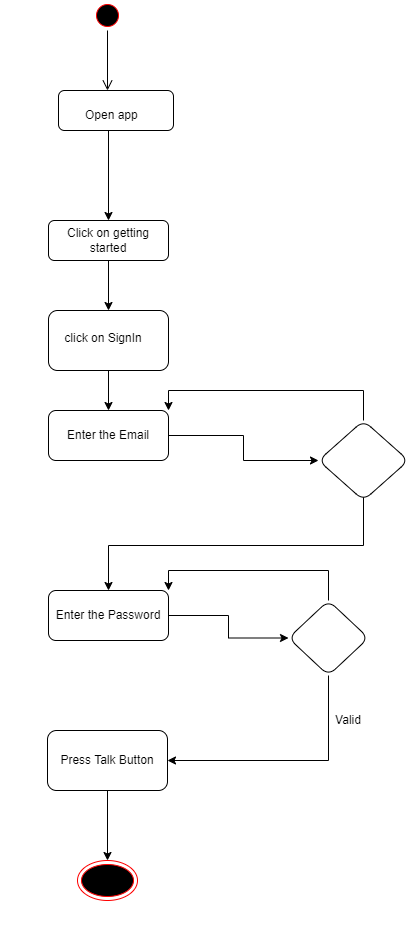 Open app
Click on getting
started
click on SignIn
Enter the Email
Enter the Password
Valid
Press Talk Button